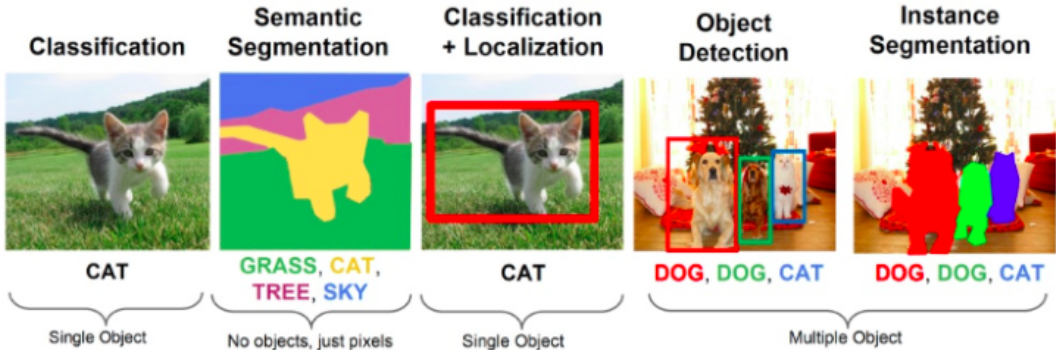 Classification
Semantic
Segmentation
Classification
+ Localization
Object
Detection
Instance
Segmentation
CAT
GRASS, CAT,
TREE, SKY
CAT
DOG, DOG, CAT
DOG, DOG, CAT
Single Object
No objects, just pixels
Single Object
Multiple Object